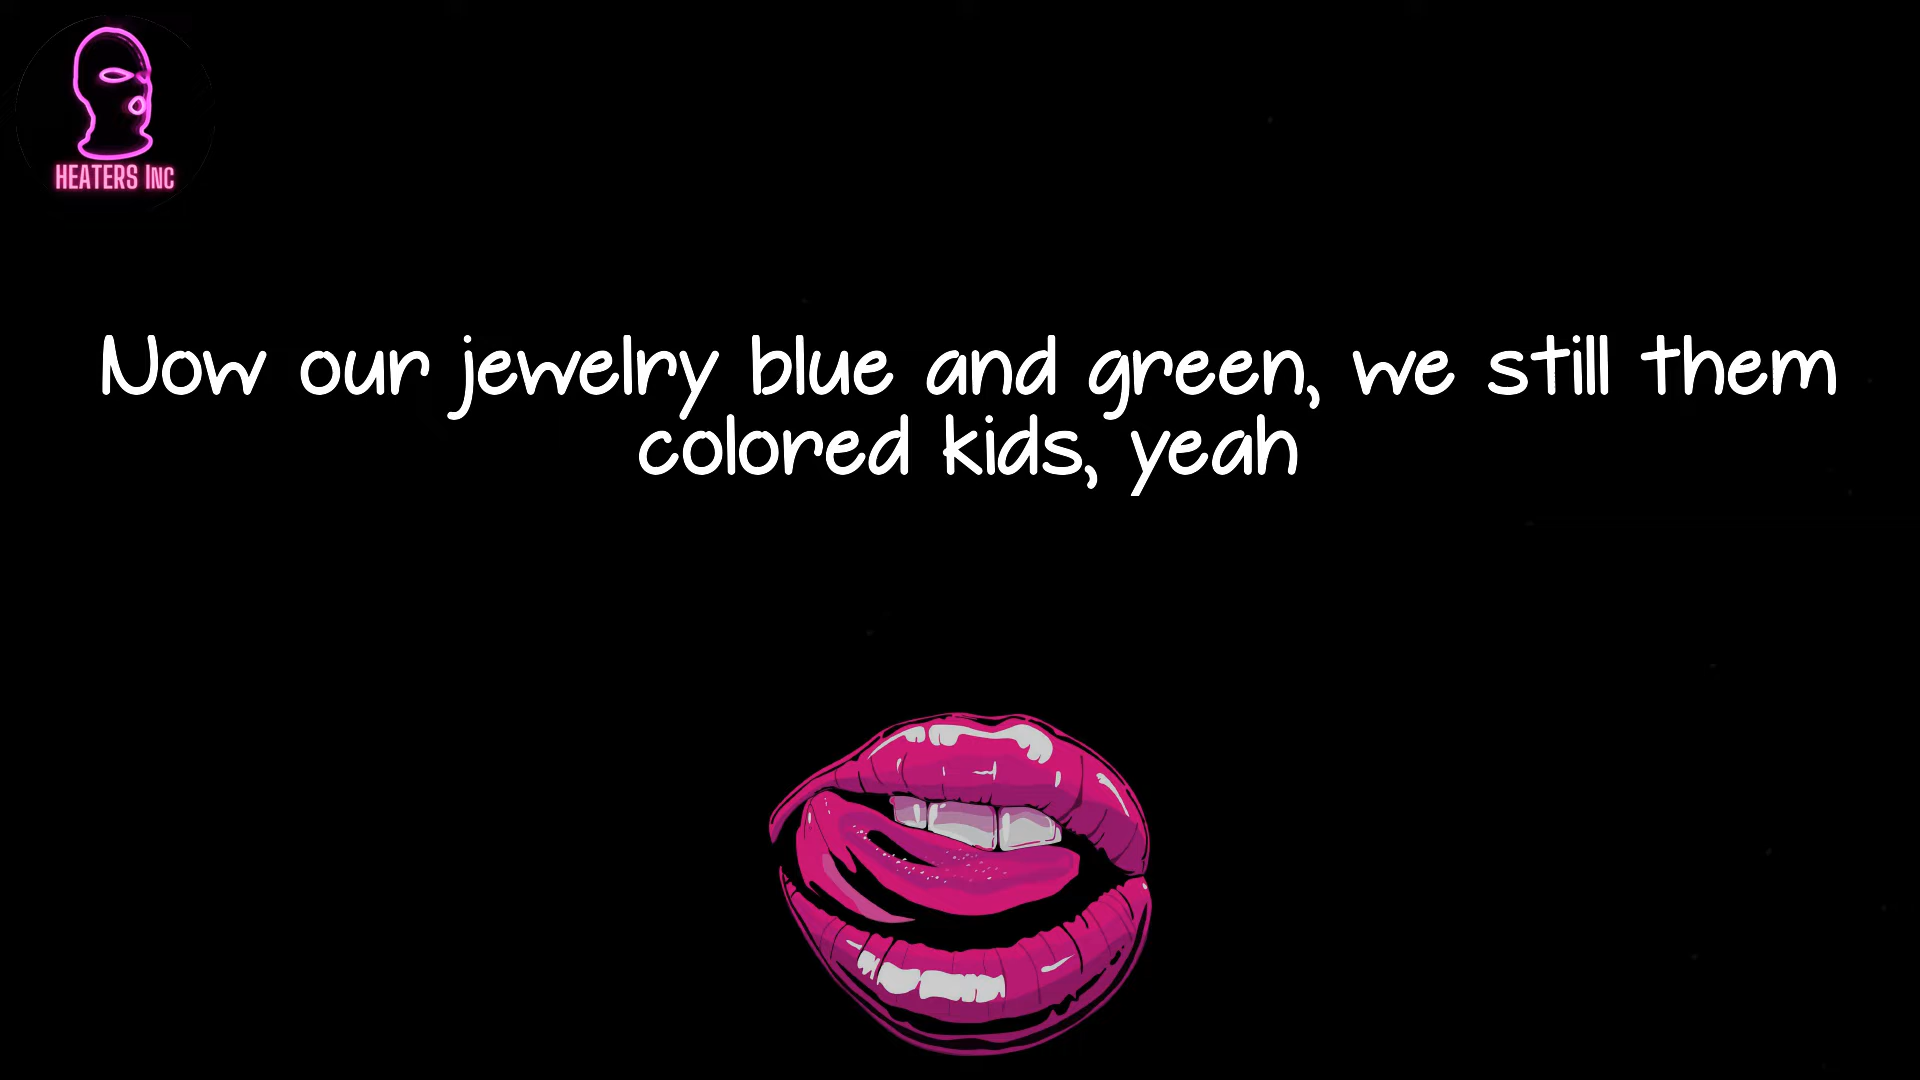 HEATERS INC
Now our jewelry blue and green, we still them
colored kids, yeah